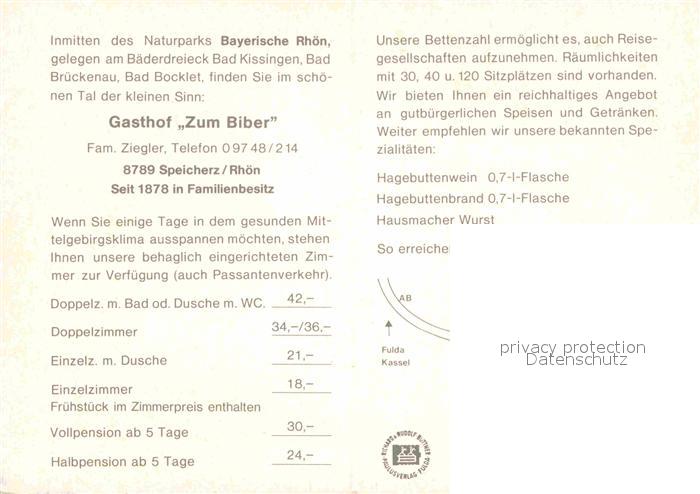 Inmitten des Naturparks Bayerische Rhön,
gelegen am Bäderdreieck Bad Kissingen, Bad
Brückenau, Bad Bocklet, finden Sie im schö-
nen Tal der kleinen Sinn:
Gasthof „Zum Biber"
Fam. Ziegler, Telefon 0 97 48 / 2 14
8789 Speicherz / Rhön
Seit 1878 in Familienbesitz
Wenn Sie einige Tage in dem gesunden Mit-
telgebirgsklima ausspannen möchten, stehen
Ihnen unsere behaglich eingerichteten Zim-
mer zur Verfügung (auch Passantenverkehr).
Doppelz. m. Bad od. Dusche m. WC. 42,–
Doppelzimmer 34,–/36,–
Einzelz. m. Dusche 21,–
Einzelzimmer 18,–
Frühstück im Zimmerpreis enthalten
Vollpension ab 5 Tage 30,–
Halbpension ab 5 Tage 24,–
Unsere Bettenzahl ermöglicht es, auch Reise-
gesellschaften aufzunehmen. Räumlichkeiten
mit 30, 40 u. 120 Sitzplätzen sind vorhanden.
Wir bieten Ihnen ein reichhaltiges Angebot
an gutbürgerlichen Speisen und Getränken.
Weiter empfehlen wir unsere bekannten Spe-
zialitäten:
Hagebuttenwein 0,7-l-Flasche
Hagebuttenbrand 0,7-l-Flasche
Hausmacher Wurst
So erreiche
AB
Fulda
Kassel
privacy protection
Datenschutz
RICHARD & RUDOLF BÜTTNER
PAULUSVERLAG FULDA